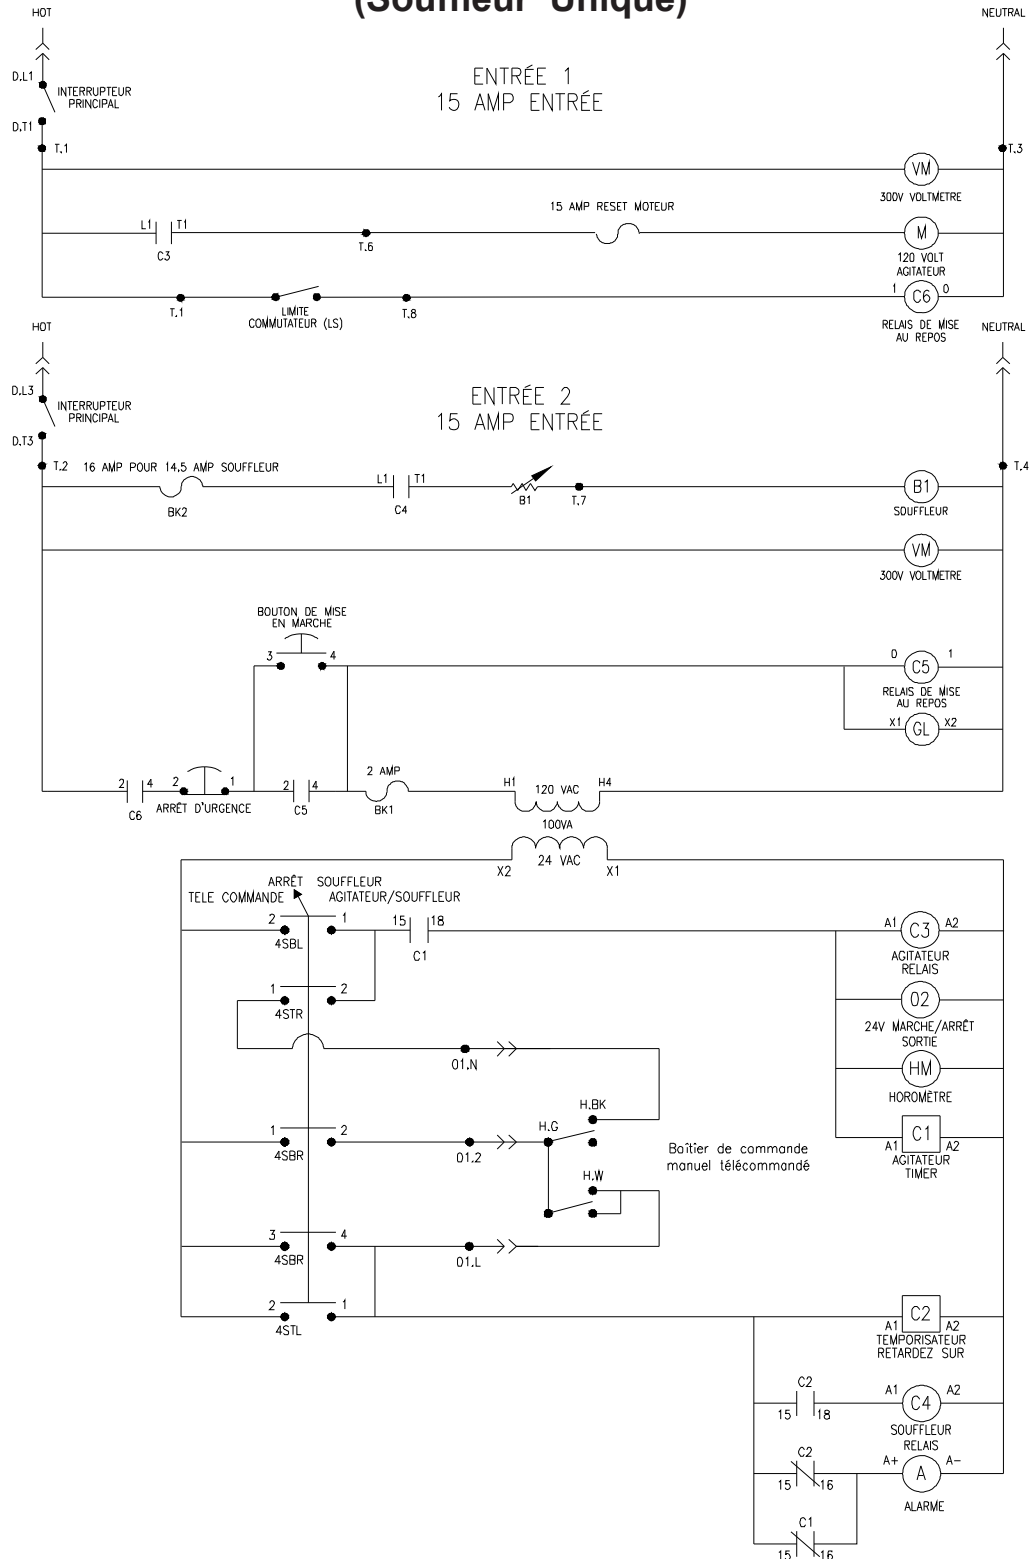 (Souffleur Unique)
HOT
NEUTRAL
D.L1
INTERRUPTEUR
PRINCIPAL
ENTRÉE 1
15 AMP ENTRÉE
D.T1
T.1
T.3
VM
300V VOLTMETRE
15 AMP RESET MOTEUR
L1 T1
C3
T.6
M
120 VOLT
AGITATEUR
T.1
LIMITE
COMMUTATEUR (LS)
T.8
1 C6 0
RELAIS DE MISE
AU REPOS
HOT
NEUTRAL
D.L3
INTERRUPTEUR
PRINCIPAL
ENTRÉE 2
15 AMP ENTRÉE
D.T3
T.2
16 AMP POUR 14.5 AMP SOUFFLEUR
T.4
BK2
L1 T1
C4
B1
T.7
B1
SOUFFLEUR
VM
300V VOLTMETRE
BOUTON DE MISE
EN MARCHE
3 4
0 C5 1
RELAIS DE MISE
AU REPOS
X1 GL X2
2 4
C6
2 1
ARRÊT D'URGENCE
2 4
C5
2 AMP
BK1
H1 120 VAC H4
100VA
X2 24 VAC X1
ARRÊT SOUFFLEUR
TELE COMMANDE AGITATEUR/SOUFFLEUR
2 1
4SBL
15 18
C1
A1 C3 A2
AGITATEUR
RELAIS
1 2
4STR
O2
24V MARCHE/ARRÊT
SORTIE
01.N
HM
HOROMÈTRE
H.BK
H.G
1 2
4SBR
01.2
Baîtier de commande
manuel télécommandé
C1
A1 A2
AGITATEUR
TIMER
H.W
3 4
4SBR
01.L
2 1
4STL
C2
A1 A2
TEMPORISATEUR
RETARDEZ SUR
C2
15 18
A1 C4 A2
SOUFFLEUR
RELAIS
C2
15 16
A+ A A-
ALARME
C1
15 16